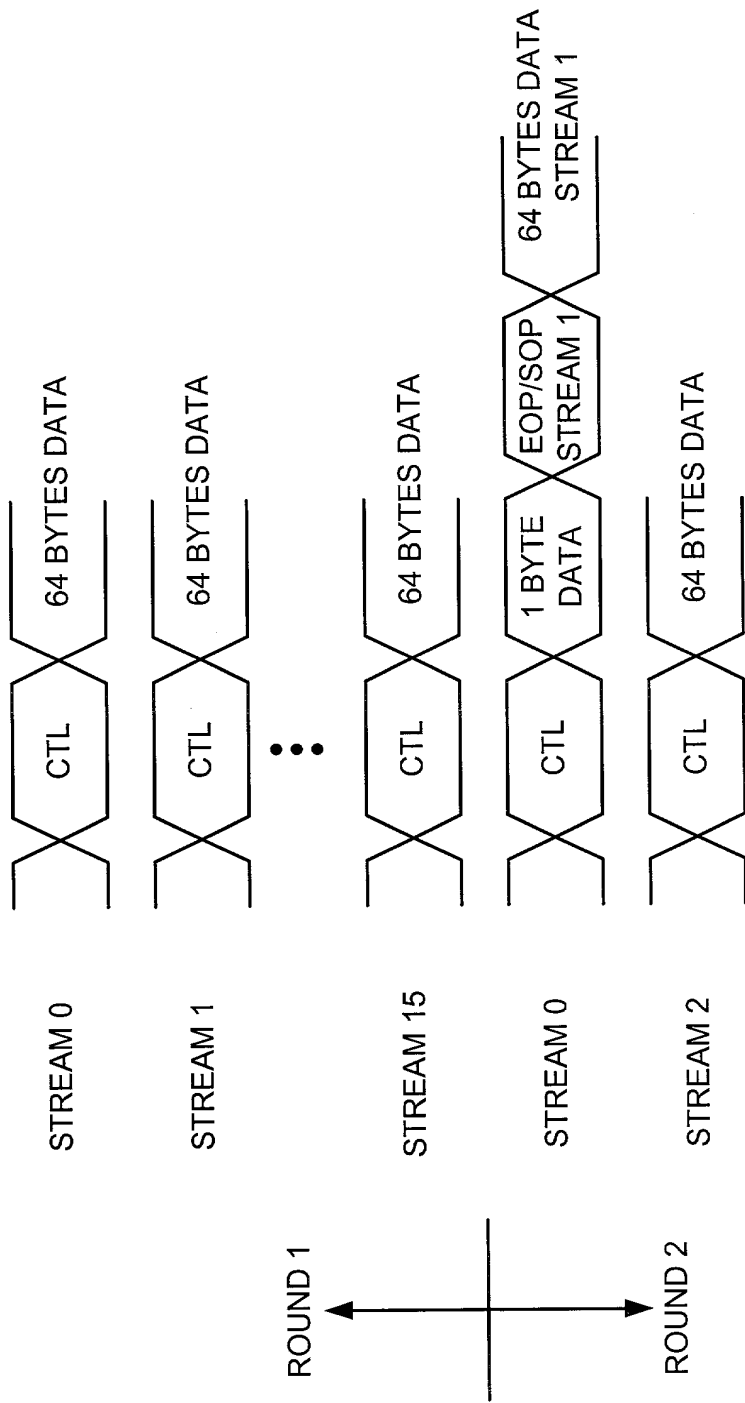 STREAM 0
CTL
64 BYTES DATA
STREAM 1
CTL
64 BYTES DATA
ROUND 1
STREAM 15
CTL
64 BYTES DATA
STREAM 0
CTL
1 BYTE
DATA
EOP/SOP
STREAM 1
64 BYTES DATA
STREAM 1
ROUND 2
STREAM 2
CTL
64 BYTES DATA